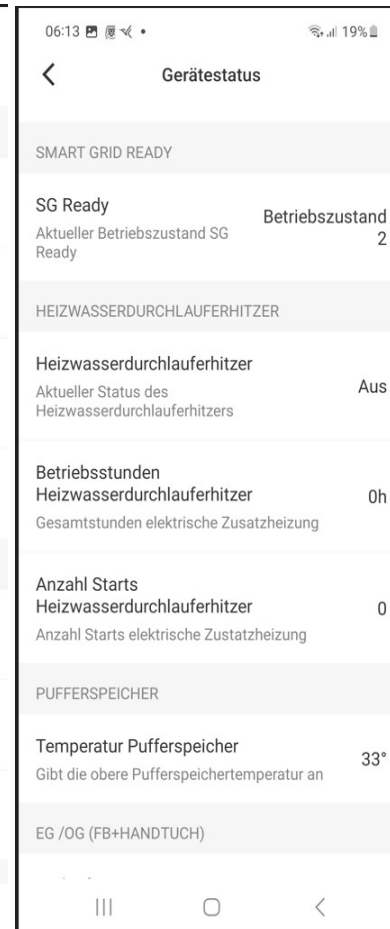 06:13
19%
Gerätestatus
SMART GRID READY
SG Ready
Betriebszustand
2
Aktueller Betriebszustand SG
Ready
HEIZWASSERDURCHLAUFERHITZER
Heizwasserdurchlauferhitzer
Aktueller Status des
Heizwasserdurchlauferhitzers
Aus
Betriebsstunden
Heizwasserdurchlauferhitzer
0h
Gesamtstunden elektrische Zusatzheizung
Anzahl Starts
Heizwasserdurchlauferhitzer
0
Anzahl Starts elektrische Zustatzheizung
PUFFERSPEICHER
Temperatur Pufferspeicher
33°
Gibt die obere Pufferspeichertemperatur an
EG /OG (FB+HANDTUCH)